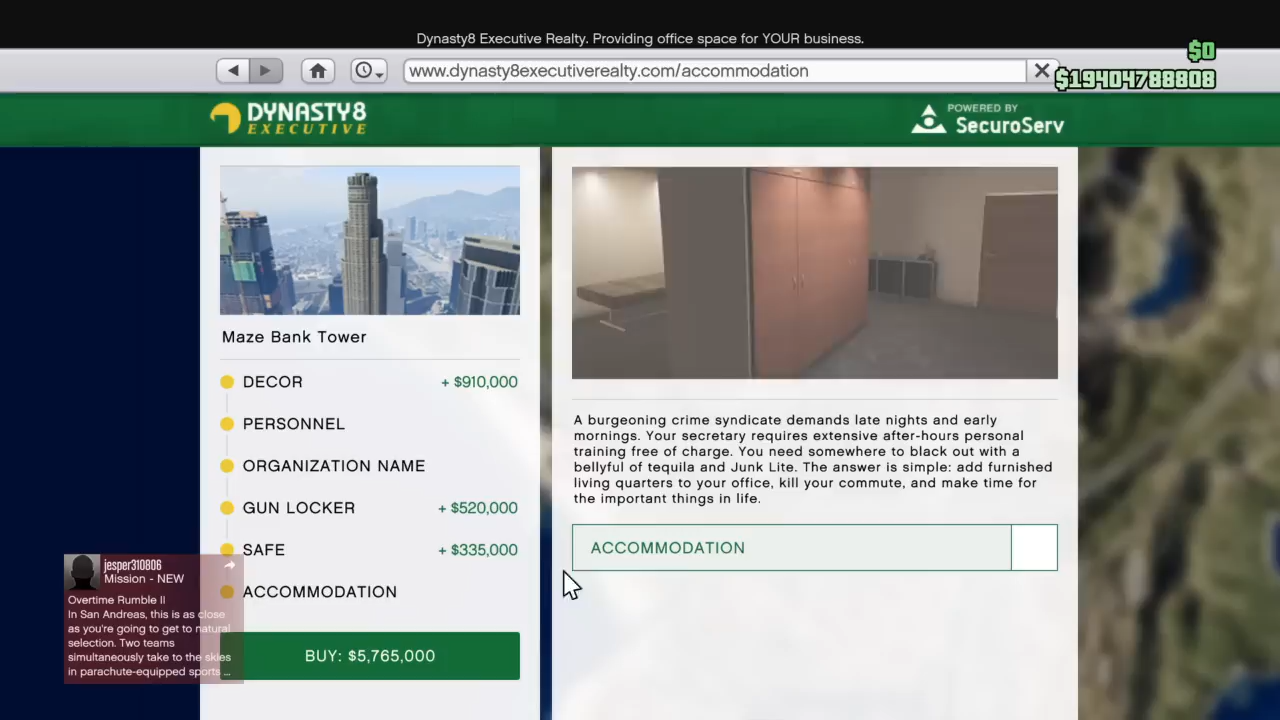 Dynasty8 Executive Realty. Providing office space for YOUR business.
$0
www.dynasty8executiverealty.com/accommodation
$19404788808
DYNASTY 8
EXECUTIVE
POWERED BY
SecuroServ
Maze Bank Tower
DECOR + $910,000
PERSONNEL
ORGANIZATION NAME
GUN LOCKER + $520,000
SAFE + $335,000
ACCOMMODATION
BUY: $5,765,000
A burgeoning crime syndicate demands late nights and early
mornings. Your secretary requires extensive after-hours personal
training free of charge. You need somewhere to black out with a
bellyful of tequila and Junk Lite. The answer is simple: add furnished
living quarters to your office, kill your commute, and make time for
the important things in life.
ACCOMMODATION
jesper310806
Mission - NEW
Overtime Rumble II
In San Andreas, this is as close
as you're going to get to natural
selection. Two teams
simultaneously take to the skies
in parachute-equipped sports ...